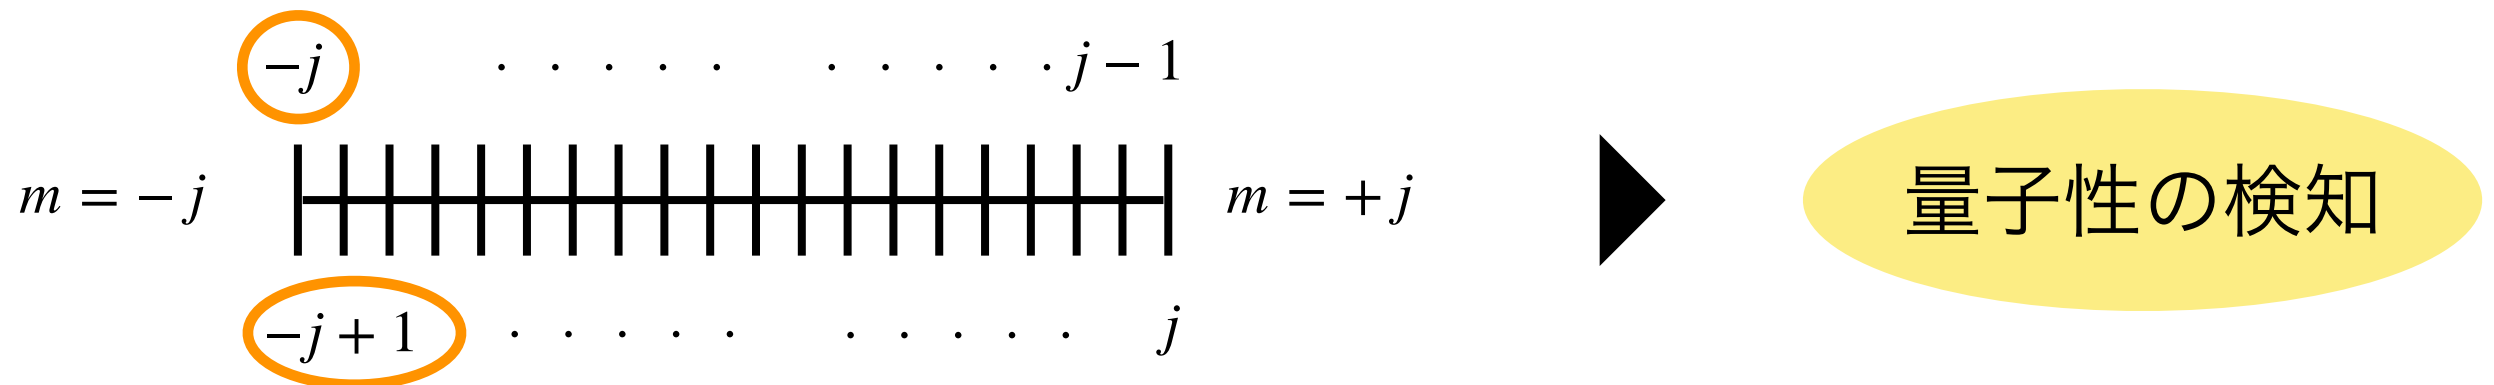 −j · · · · · · · · · · j − 1
m = −j m = +j 量子性の検知
−j + 1 · · · · · · · · · · j